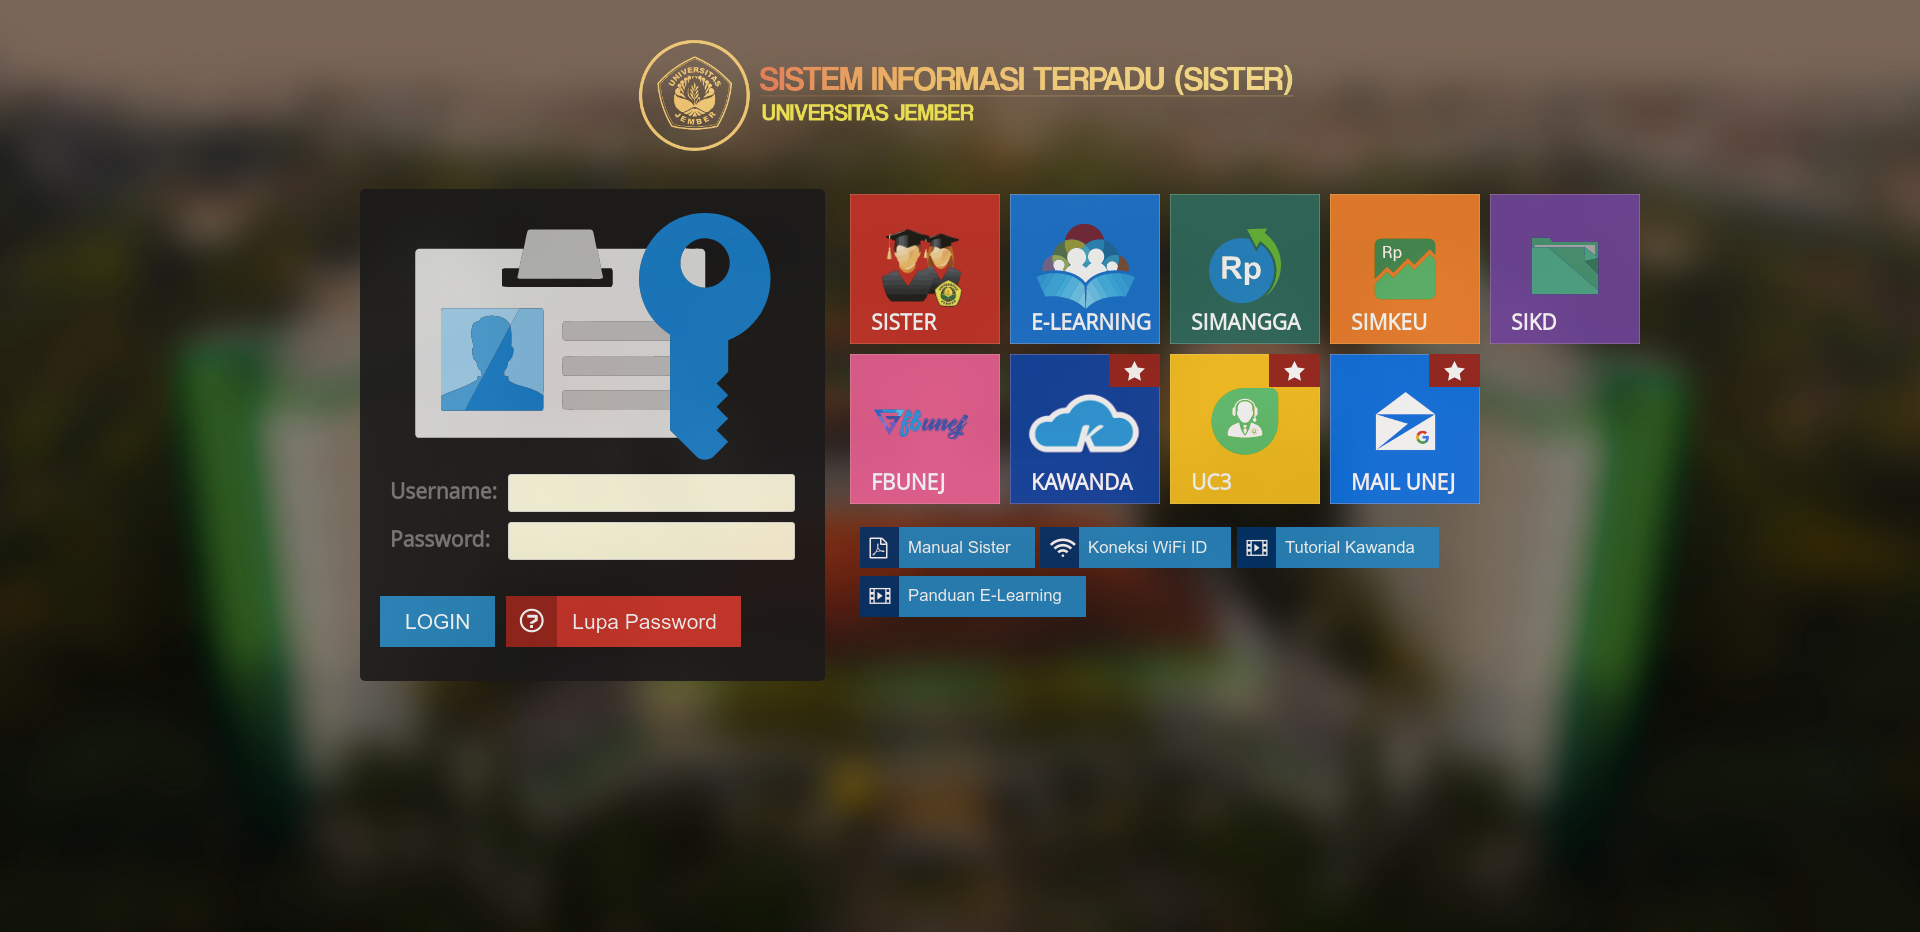 UNIVERSITAS
JEMBER
SISTEM INFORMASI TERPADU (SISTER)
UNIVERSITAS JEMBER
Username:
Password:
LOGIN
Lupa Password
SISTER
E-LEARNING
Rp
SIMANGGA
Rp
SIMKEU
SIKD
fbunej
FBUNEJ
K
KAWANDA
UC3
G
MAIL UNEJ
Manual Sister
Koneksi WiFi ID
Tutorial Kawanda
Panduan E-Learning